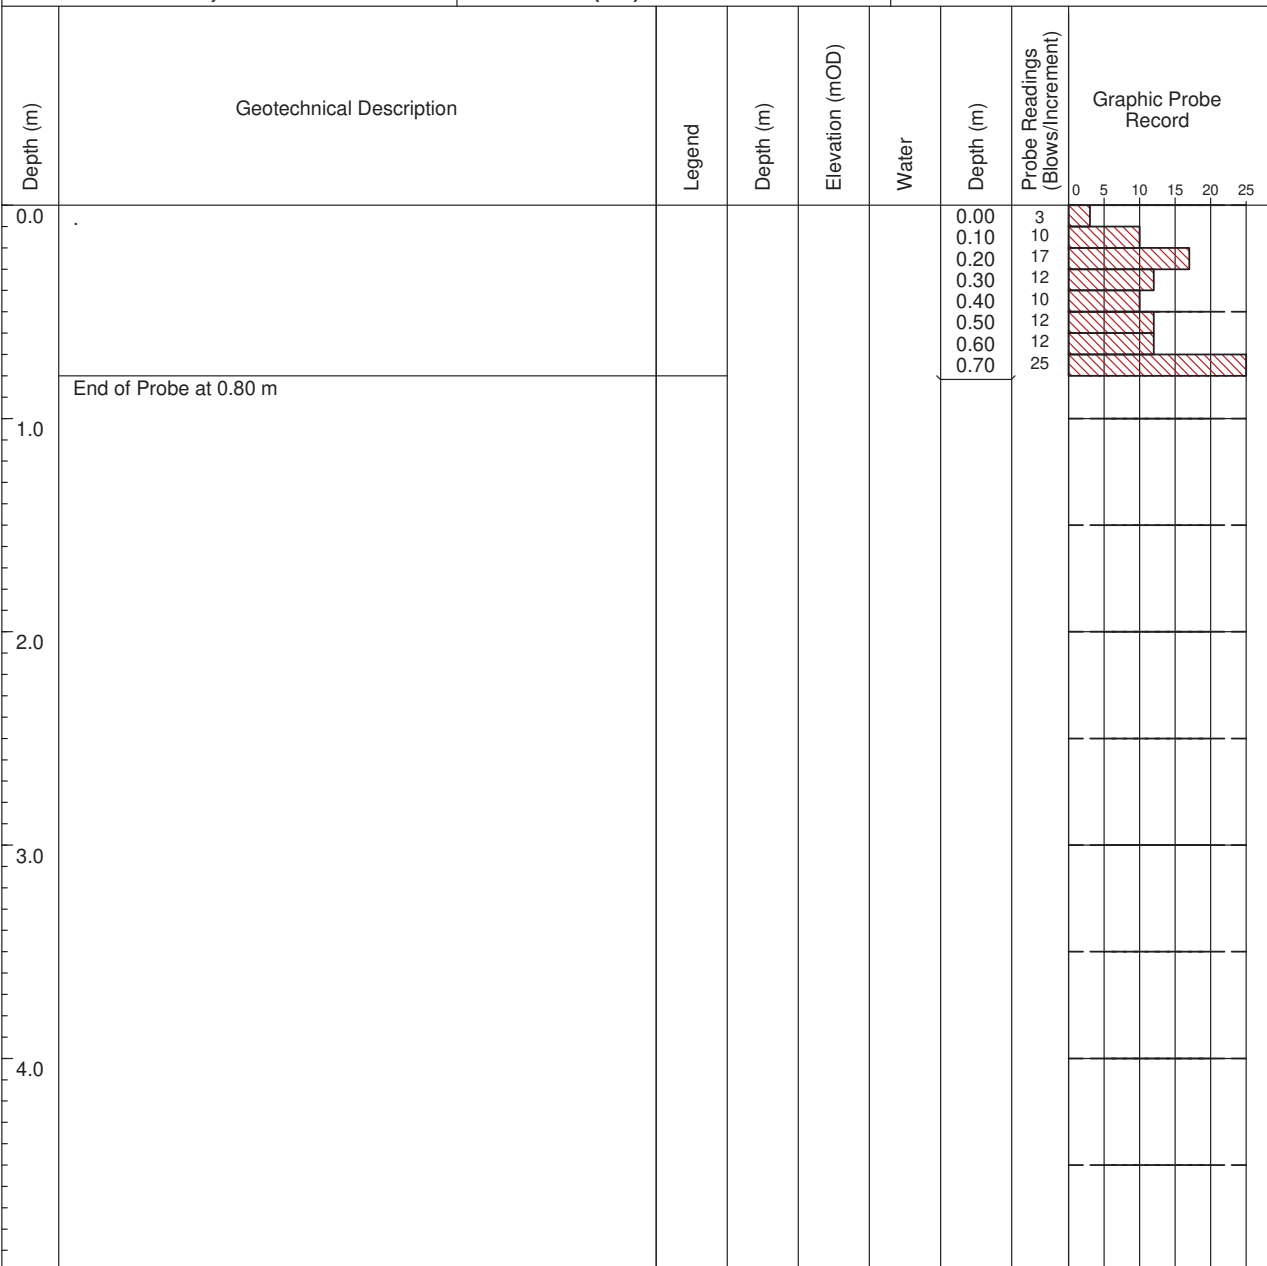 Depth (m)
Geotechnical Description
Legend
Depth (m)
Elevation (mOD)
Water
Depth (m)
Probe Readings
(Blows/Increment)
Graphic Probe
Record
0 5 10 15 20 25
0.0 . 0.00 3
0.10 10
0.20 17
0.30 12
0.40 10
0.50 12
0.60 12
0.70 25
End of Probe at 0.80 m
1.0
2.0
3.0
4.0